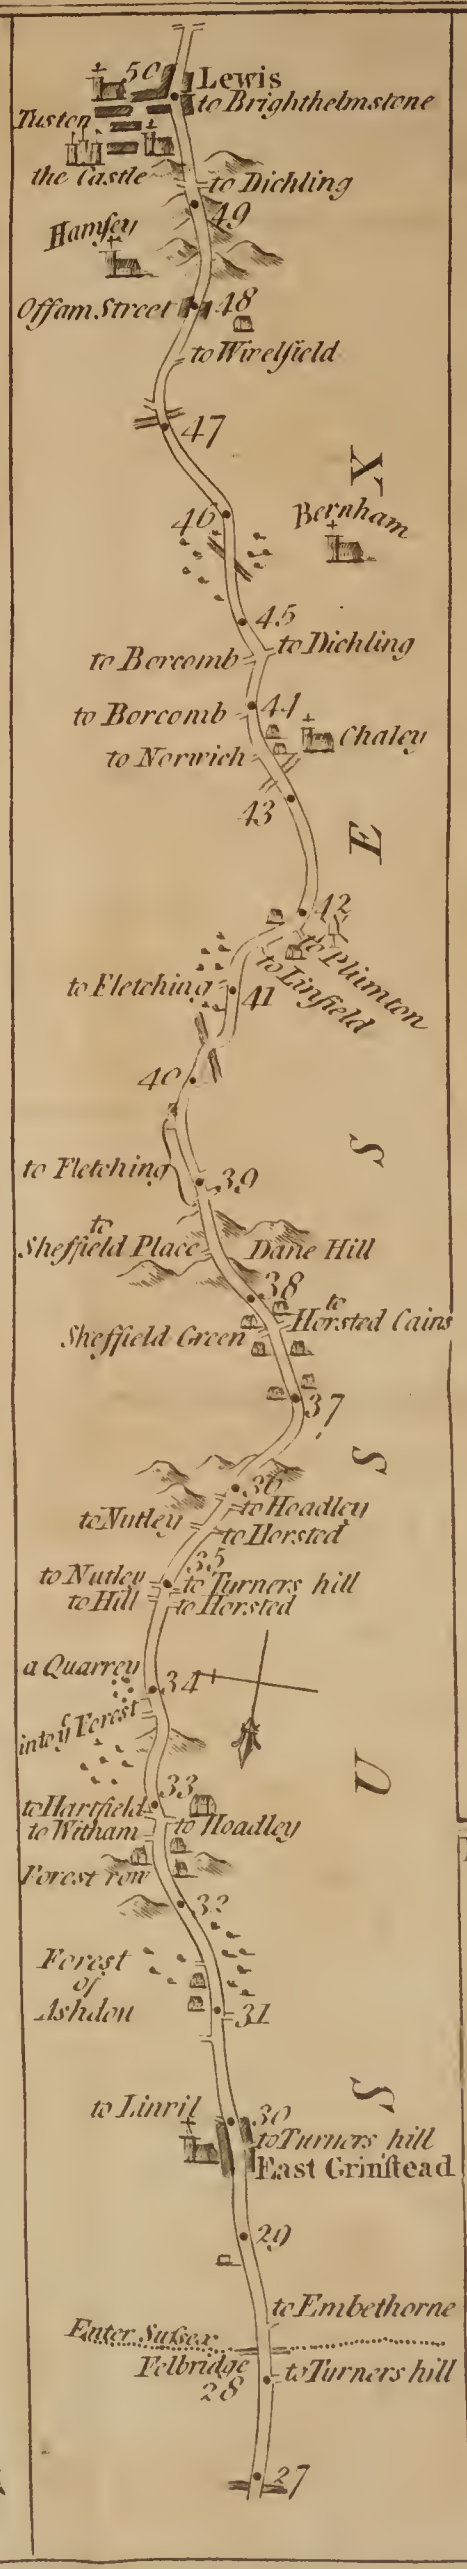 50 Lewis
to Brighthelmstone
Tuston
the Castle
to Dichling
49
Hamsey
Offam Street 48
to Wirelsfield
47
46
Bernham
45
to Dichling
to Borcomb
44
to Borcomb
Chaley
to Norwich
43
42
to Plumton
to Linfield
to Fletching
41
40
to Fletching
39
to
Sheffield Place
Dane Hill
38
to
Horsted Cains
Sheffield Green
37
36
to Hoadley
to Nutley
to Horsted
35
to Nutley
to Turners hill
to Hill
to Horsted
a Quarrey
34
into yͤ Forest
33
to Hartfield
to Witham
to Hoadley
Forest row
32
Forest
of
Ashdou
31
to Linril
30
to Turners hill
East Grinſtead
29
to Embethorne
Enter Sussex
Felbridge
28
to Turners hill
27
S U S S E X